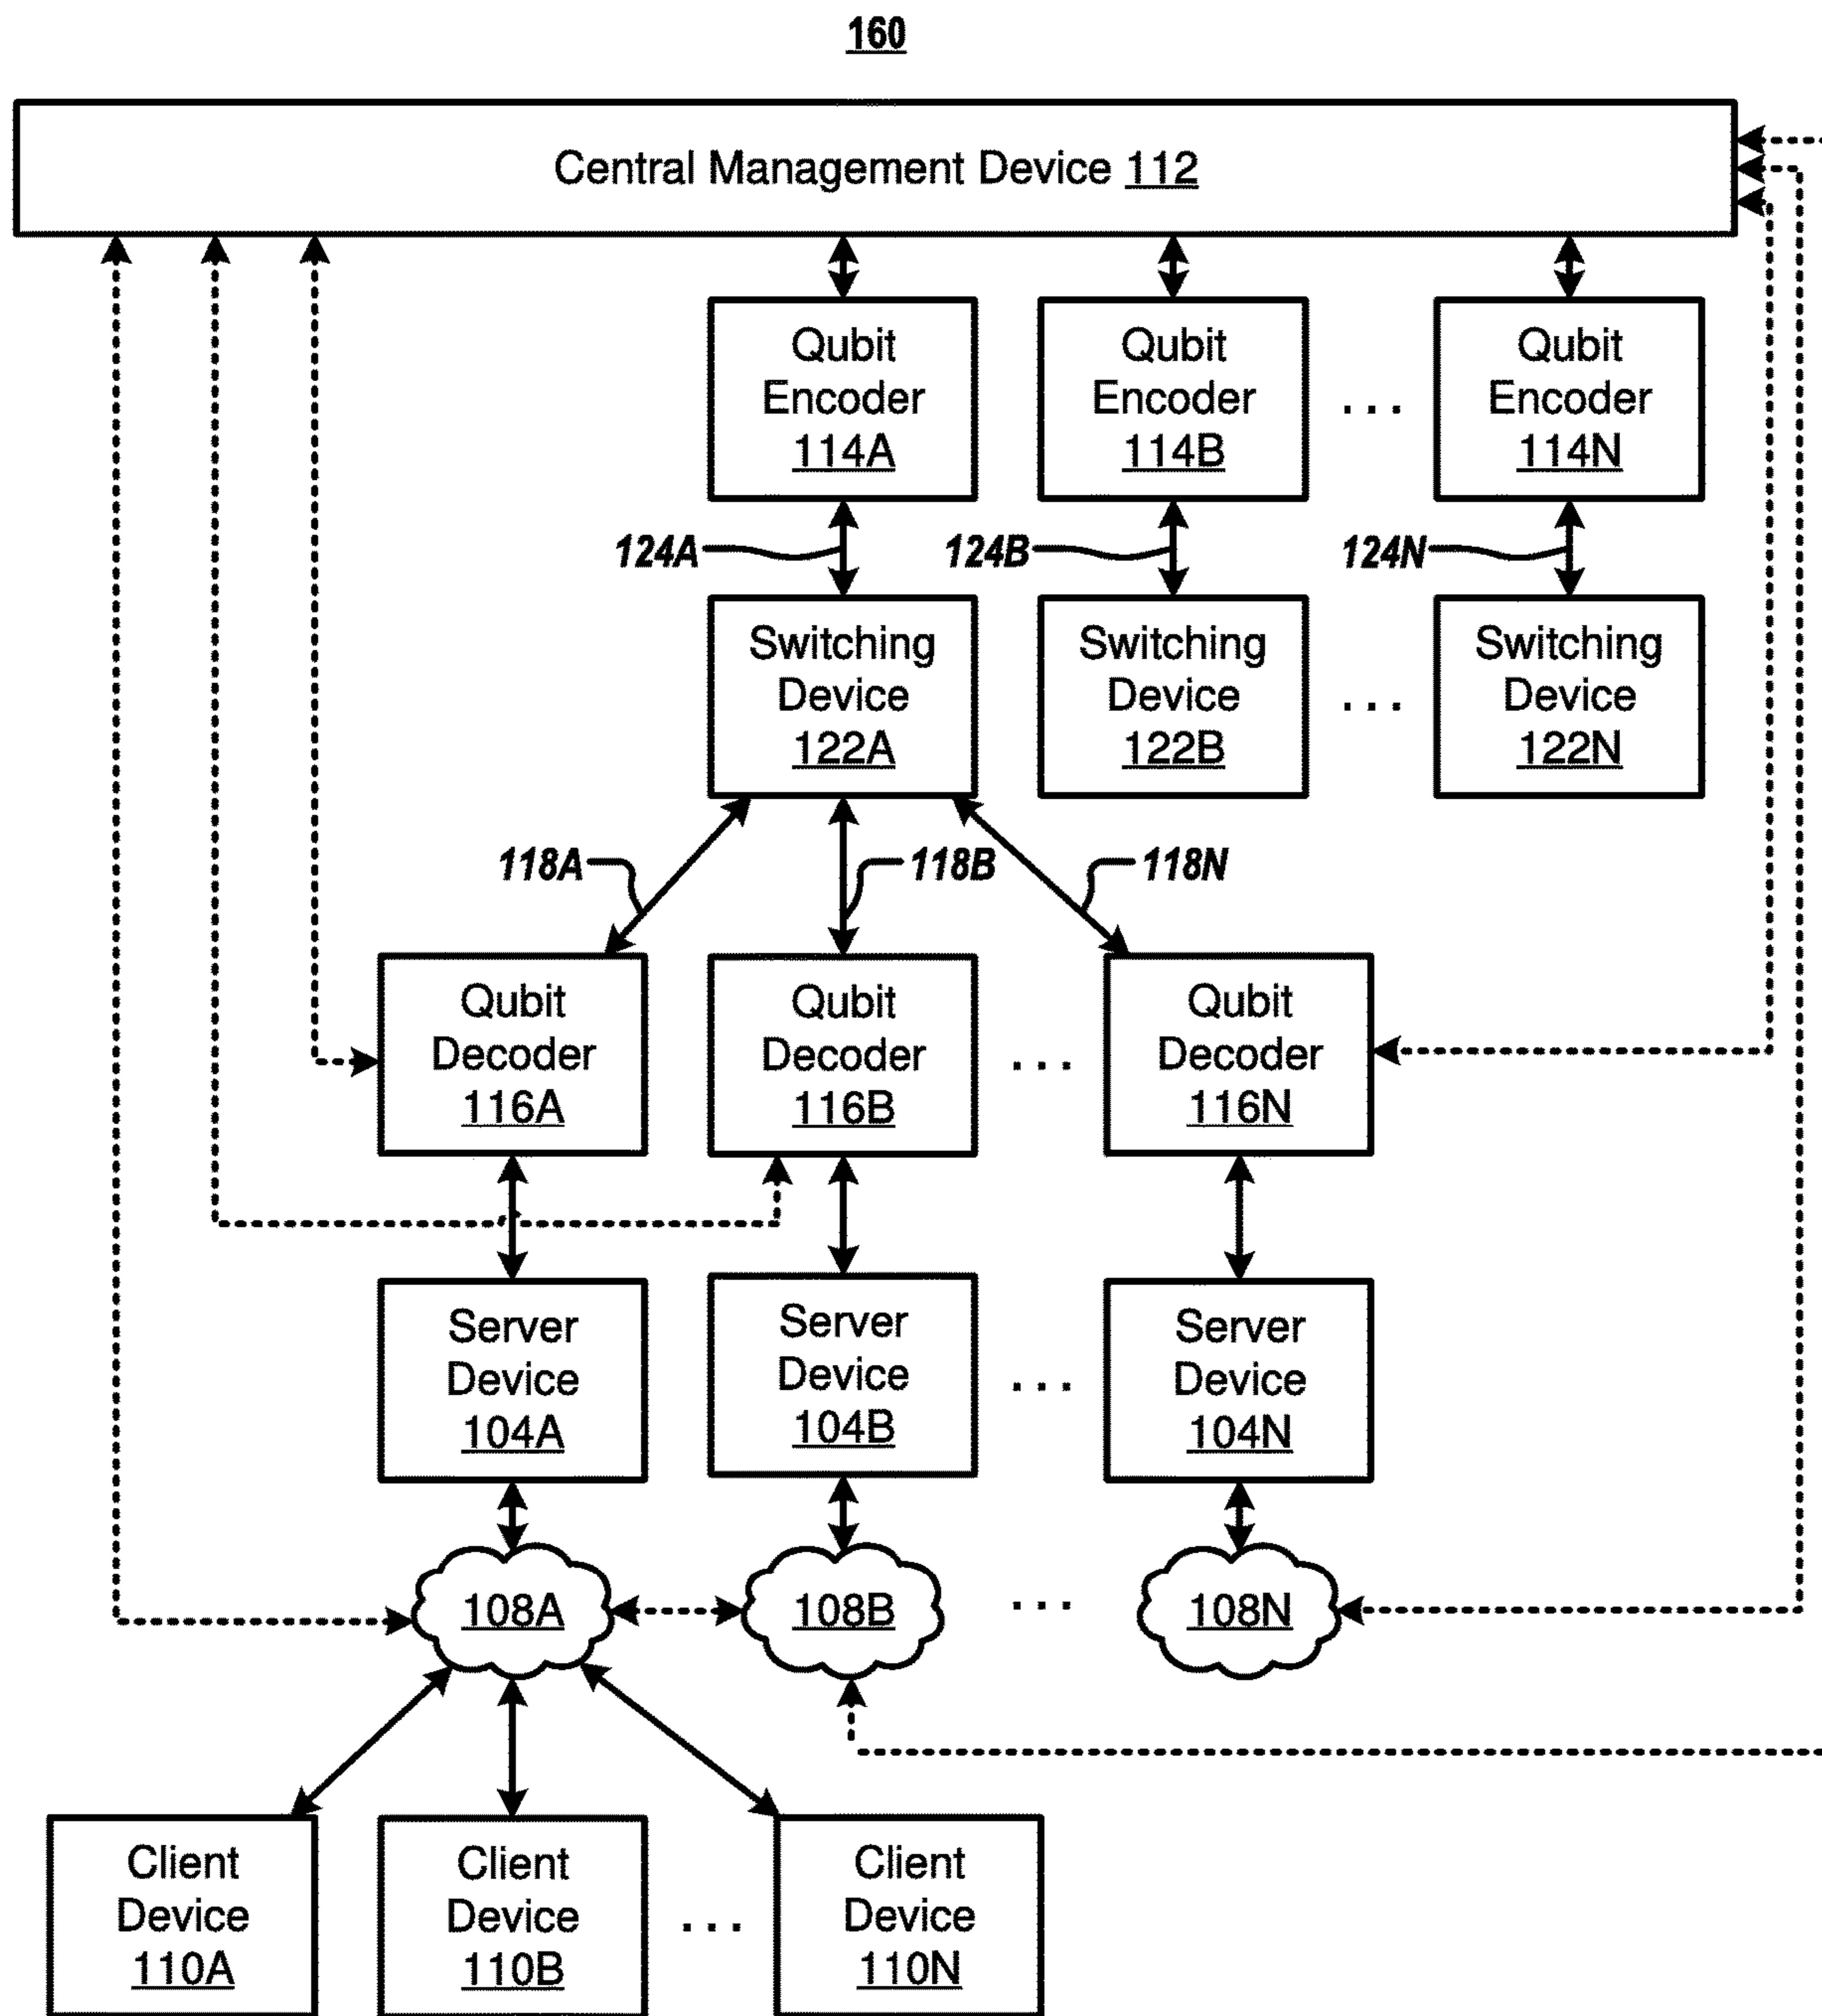 160
Central Management Device 112
Qubit
Encoder
114A
Qubit
Encoder
114B
...
Qubit
Encoder
114N
124A
124B
124N
Switching
Device
122A
Switching
Device
122B
...
Switching
Device
122N
118A
118B
118N
Qubit
Decoder
116A
Qubit
Decoder
116B
...
Qubit
Decoder
116N
Server
Device
104A
Server
Device
104B
...
Server
Device
104N
108A
108B
...
108N
Client
Device
110A
Client
Device
110B
...
Client
Device
110N